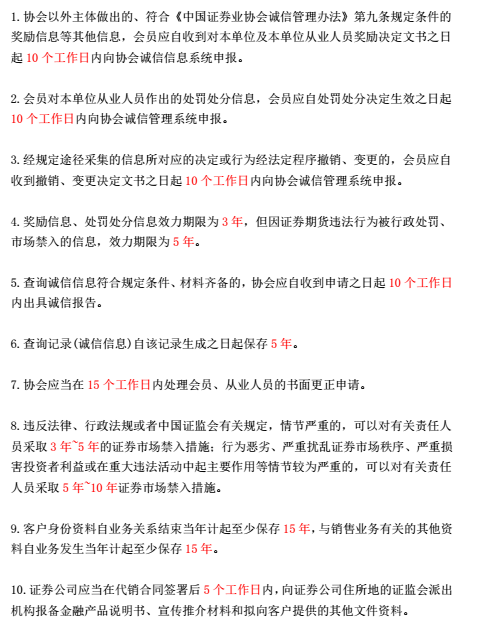 1.协会以外主体做出的、符合《中国证券业协会诚信管理办法》第九条规定条件的
奖励信息等其他信息，会员应自收到对本单位及本单位从业人员奖励决定文书之日
起 10 个工作日内向协会诚信信息系统申报。
2.会员对本单位从业人员作出的处罚处分信息，会员应自处罚处分决定生效之日起
10 个工作日内向协会诚信管理系统申报。
3.经规定途径采集的信息所对应的决定或行为经法定程序撤销、变更的，会员应自
收到撤销、变更决定文书之日起 10 个工作日内向协会诚信管理系统申报。
4.奖励信息、处罚处分信息效力期限为 3 年，但因证券期货违法行为被行政处罚、
市场禁入的信息，效力期限为 5 年。
5.查询诚信信息符合规定条件、材料齐备的，协会应自收到申请之日起 10 个工作日
内出具诚信报告。
6.查询记录(诚信信息)自该记录生成之日起保存 5 年。
7.协会应当在 15 个工作日内处理会员、从业人员的书面更正申请。
8.违反法律、行政法规或者中国证监会有关规定，情节严重的，可以对有关责任人
员采取 3 年~5 年的证券市场禁入措施；行为恶劣、严重扰乱证券市场秩序、严重损
害投资者利益或在重大违法活动中起主要作用等情节较为严重的，可以对有关责任
人员采取 5 年~10 年证券市场禁入措施。
9.客户身份资料自业务关系结束当年计起至少保存 15 年，与销售业务有关的其他资
料自业务发生当年计起至少保存 15 年。
10.证券公司应当在代销合同签署后 5 个工作日内，向证券公司住所地的证监会派出
机构报备金融产品说明书、宣传推介材料和拟向客户提供的其他文件资料。